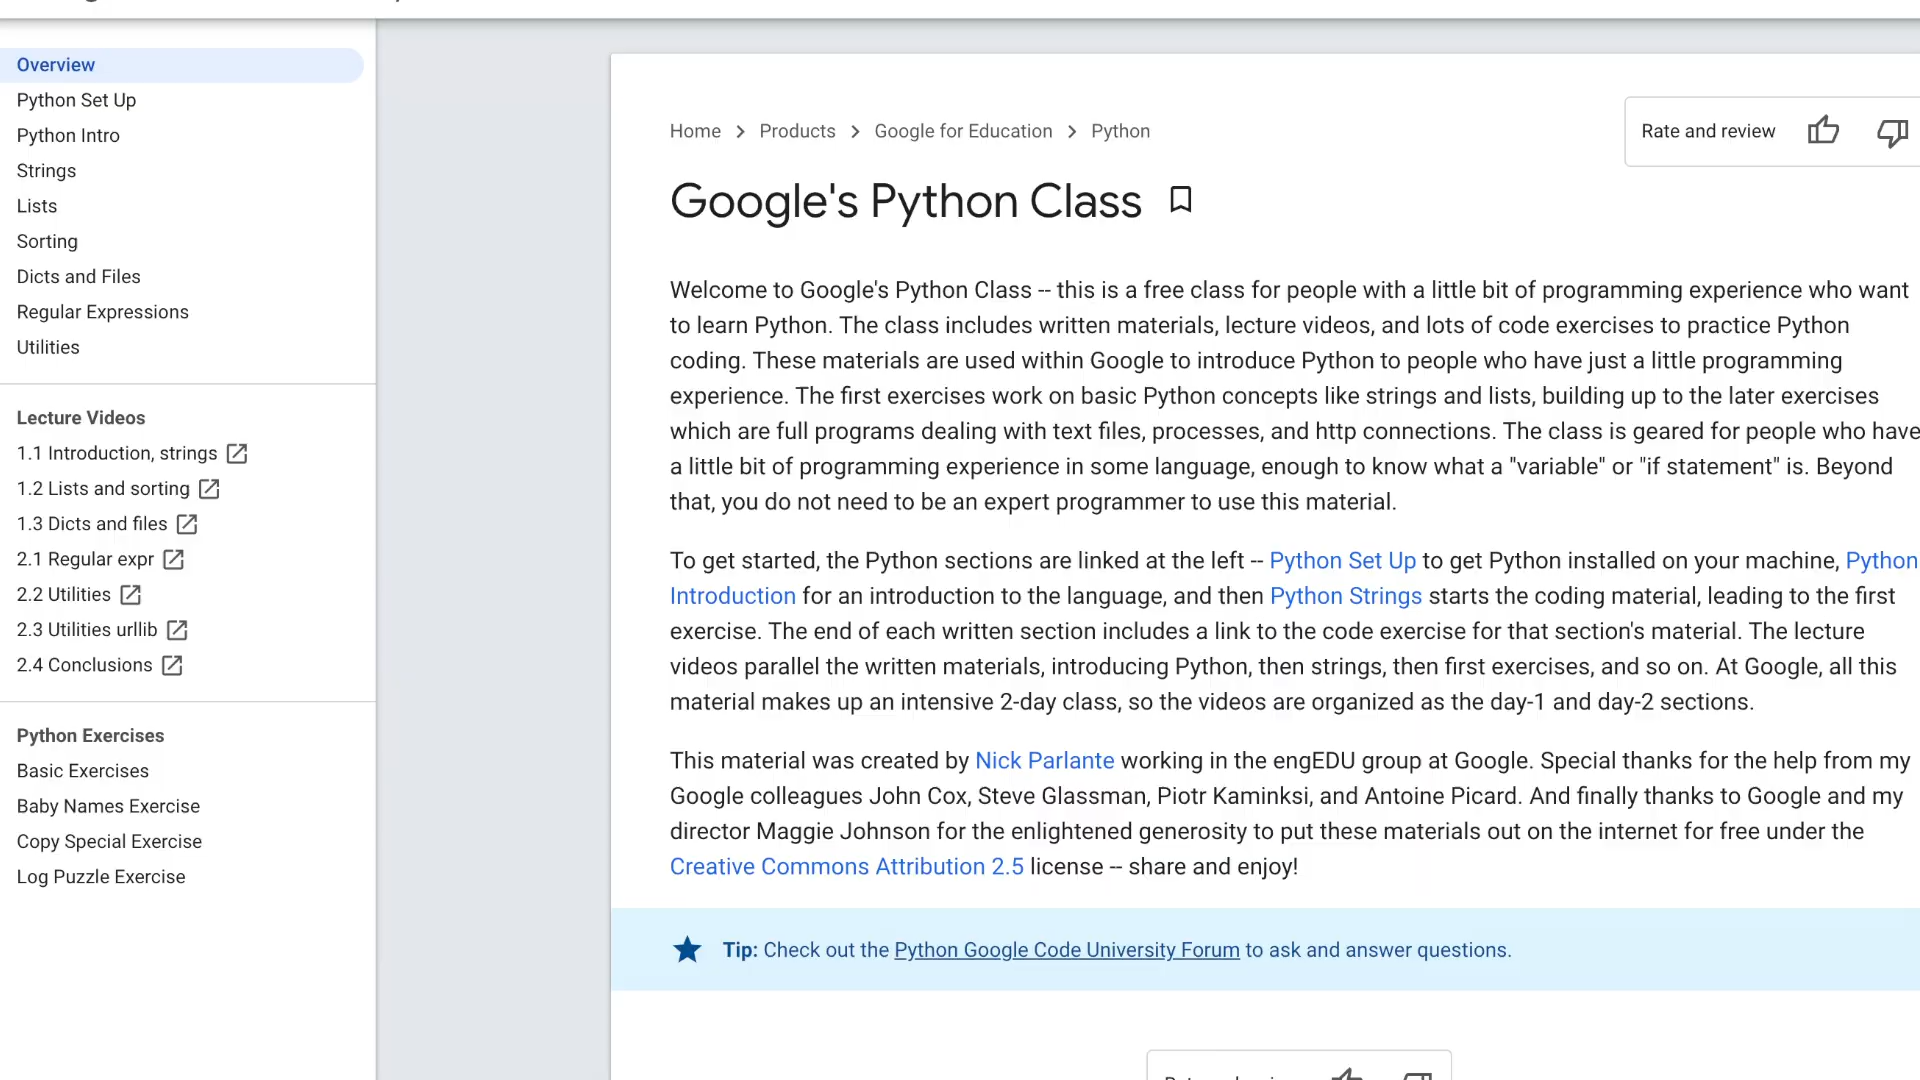 Overview
Python Set Up
Python Intro
Strings
Lists
Sorting
Dicts and Files
Regular Expressions
Utilities
Lecture Videos
1.1 Introduction, strings
1.2 Lists and sorting
1.3 Dicts and files
2.1 Regular expr
2.2 Utilities
2.3 Utilities urllib
2.4 Conclusions
Python Exercises
Basic Exercises
Baby Names Exercise
Copy Special Exercise
Log Puzzle Exercise
Home > Products > Google for Education > Python
Rate and review
Google's Python Class
Welcome to Google's Python Class -- this is a free class for people with a little bit of programming experience who want
to learn Python. The class includes written materials, lecture videos, and lots of code exercises to practice Python
coding. These materials are used within Google to introduce Python to people who have just a little programming
experience. The first exercises work on basic Python concepts like strings and lists, building up to the later exercises
which are full programs dealing with text files, processes, and http connections. The class is geared for people who have
a little bit of programming experience in some language, enough to know what a "variable" or "if statement" is. Beyond
that, you do not need to be an expert programmer to use this material.
To get started, the Python sections are linked at the left -- Python Set Up to get Python installed on your machine, Python
Introduction for an introduction to the language, and then Python Strings starts the coding material, leading to the first
exercise. The end of each written section includes a link to the code exercise for that section's material. The lecture
videos parallel the written materials, introducing Python, then strings, then first exercises, and so on. At Google, all this
material makes up an intensive 2-day class, so the videos are organized as the day-1 and day-2 sections.
This material was created by Nick Parlante working in the engEDU group at Google. Special thanks for the help from my
Google colleagues John Cox, Steve Glassman, Piotr Kaminksi, and Antoine Picard. And finally thanks to Google and my
director Maggie Johnson for the enlightened generosity to put these materials out on the internet for free under the
Creative Commons Attribution 2.5 license -- share and enjoy!
Tip: Check out the Python Google Code University Forum to ask and answer questions.